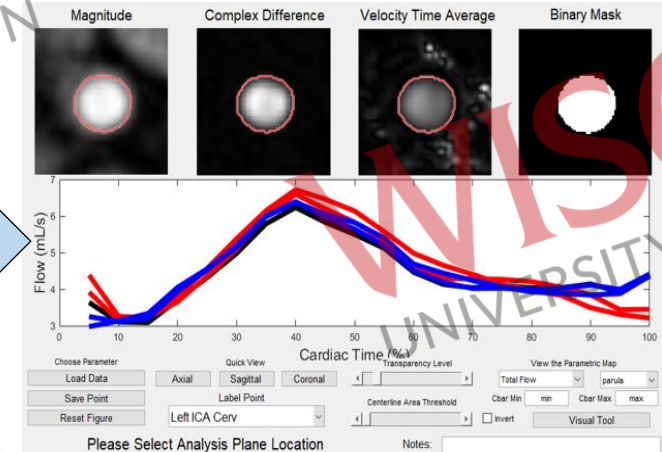 Magnitude
Complex Difference
Velocity Time Average
Binary Mask
7
6
5
4
3
Flow (mL/s)
0
10
20
30
40
50
60
70
80
90
100
Cardiac Time (%)
WISC
UNIVERSITY
N
Choose Parameter
Quick View
Transparency Level
View the Parametric Map
Load Data
Axial
Sagittal
Coronal
Total Flow
parula
Save Point
Label Point
Centerline Area Threshold
Cbar Min
min
Cbar Max
max
Reset Figure
Left ICA Cerv
Invert
Visual Tool
Please Select Analysis Plane Location
Notes: